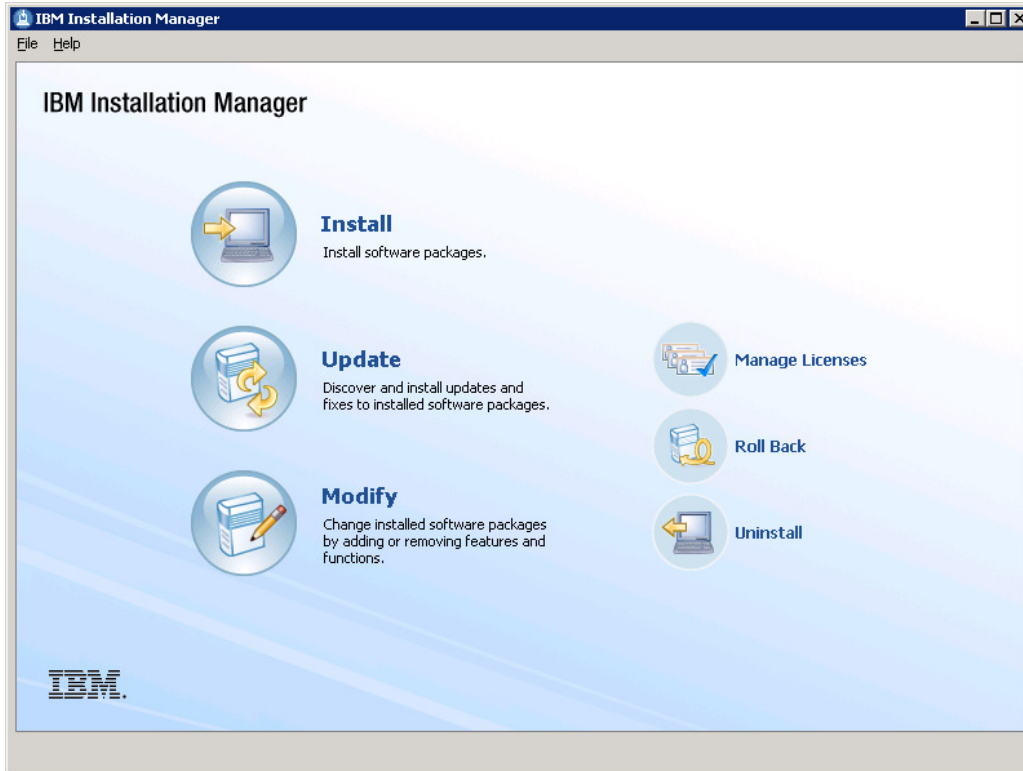 IBM Installation Manager
File Help
IBM Installation Manager
Install
Install software packages.
Update
Discover and install updates and
fixes to installed software packages.
Modify
Change installed software packages
by adding or removing features and
functions.
Manage Licenses
Roll Back
Uninstall
IBM.